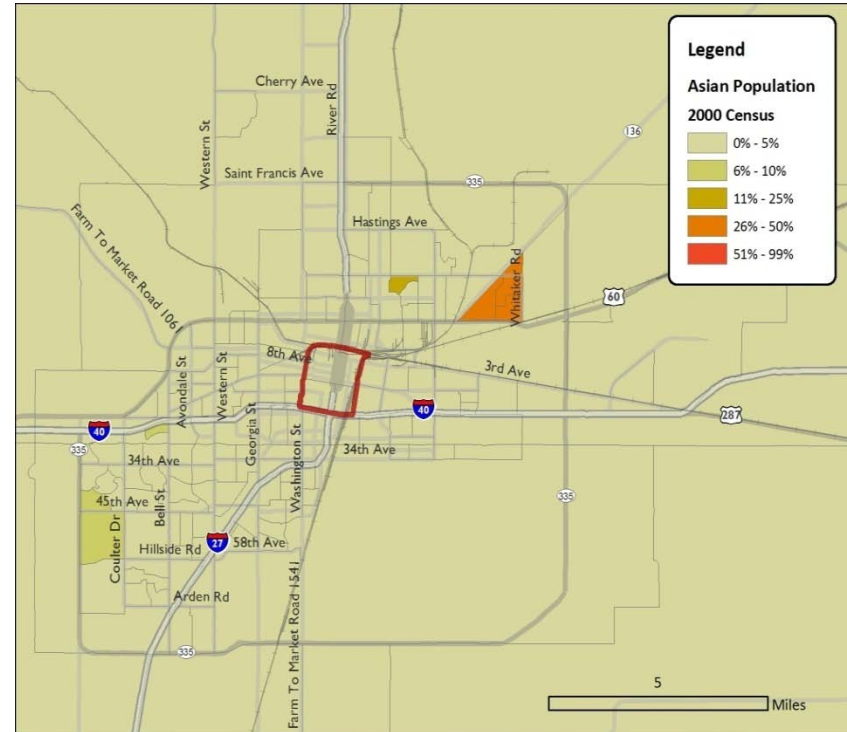 Legend
Asian Population
2000 Census
0% - 5%
6% - 10%
11% - 25%
26% - 50%
51% - 99%
Cherry Ave
River Rd
Western St
136
Saint Francis Ave
335
Farm To Market Road 1061
Hastings Ave
Whitaker Rd
60
8th Ave
3rd Ave
Avondale St
Western St
Georgia St
Washington St
40
40
287
335
34th Ave
34th Ave
45th Ave
Bell St
Coulter Dr
335
27
58th Ave
Hillside Rd
Arden Rd
Farm To Market Road 1541
335
5
Miles